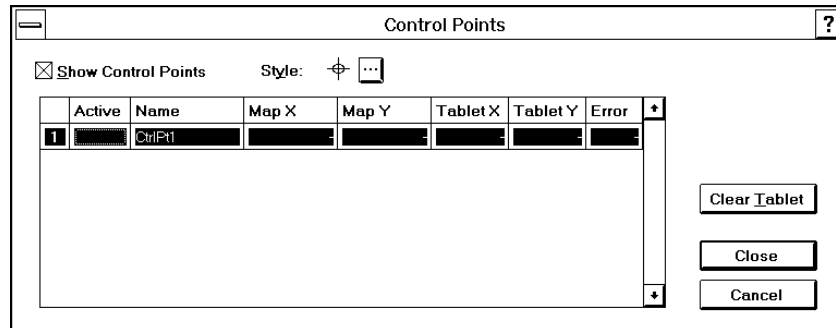 Control Points
?
Show Control Points Style: ...
Active Name Map X Map Y Tablet X Tablet Y Error
1 CtrlPt1 - - - - -
Clear Tablet
Close
Cancel